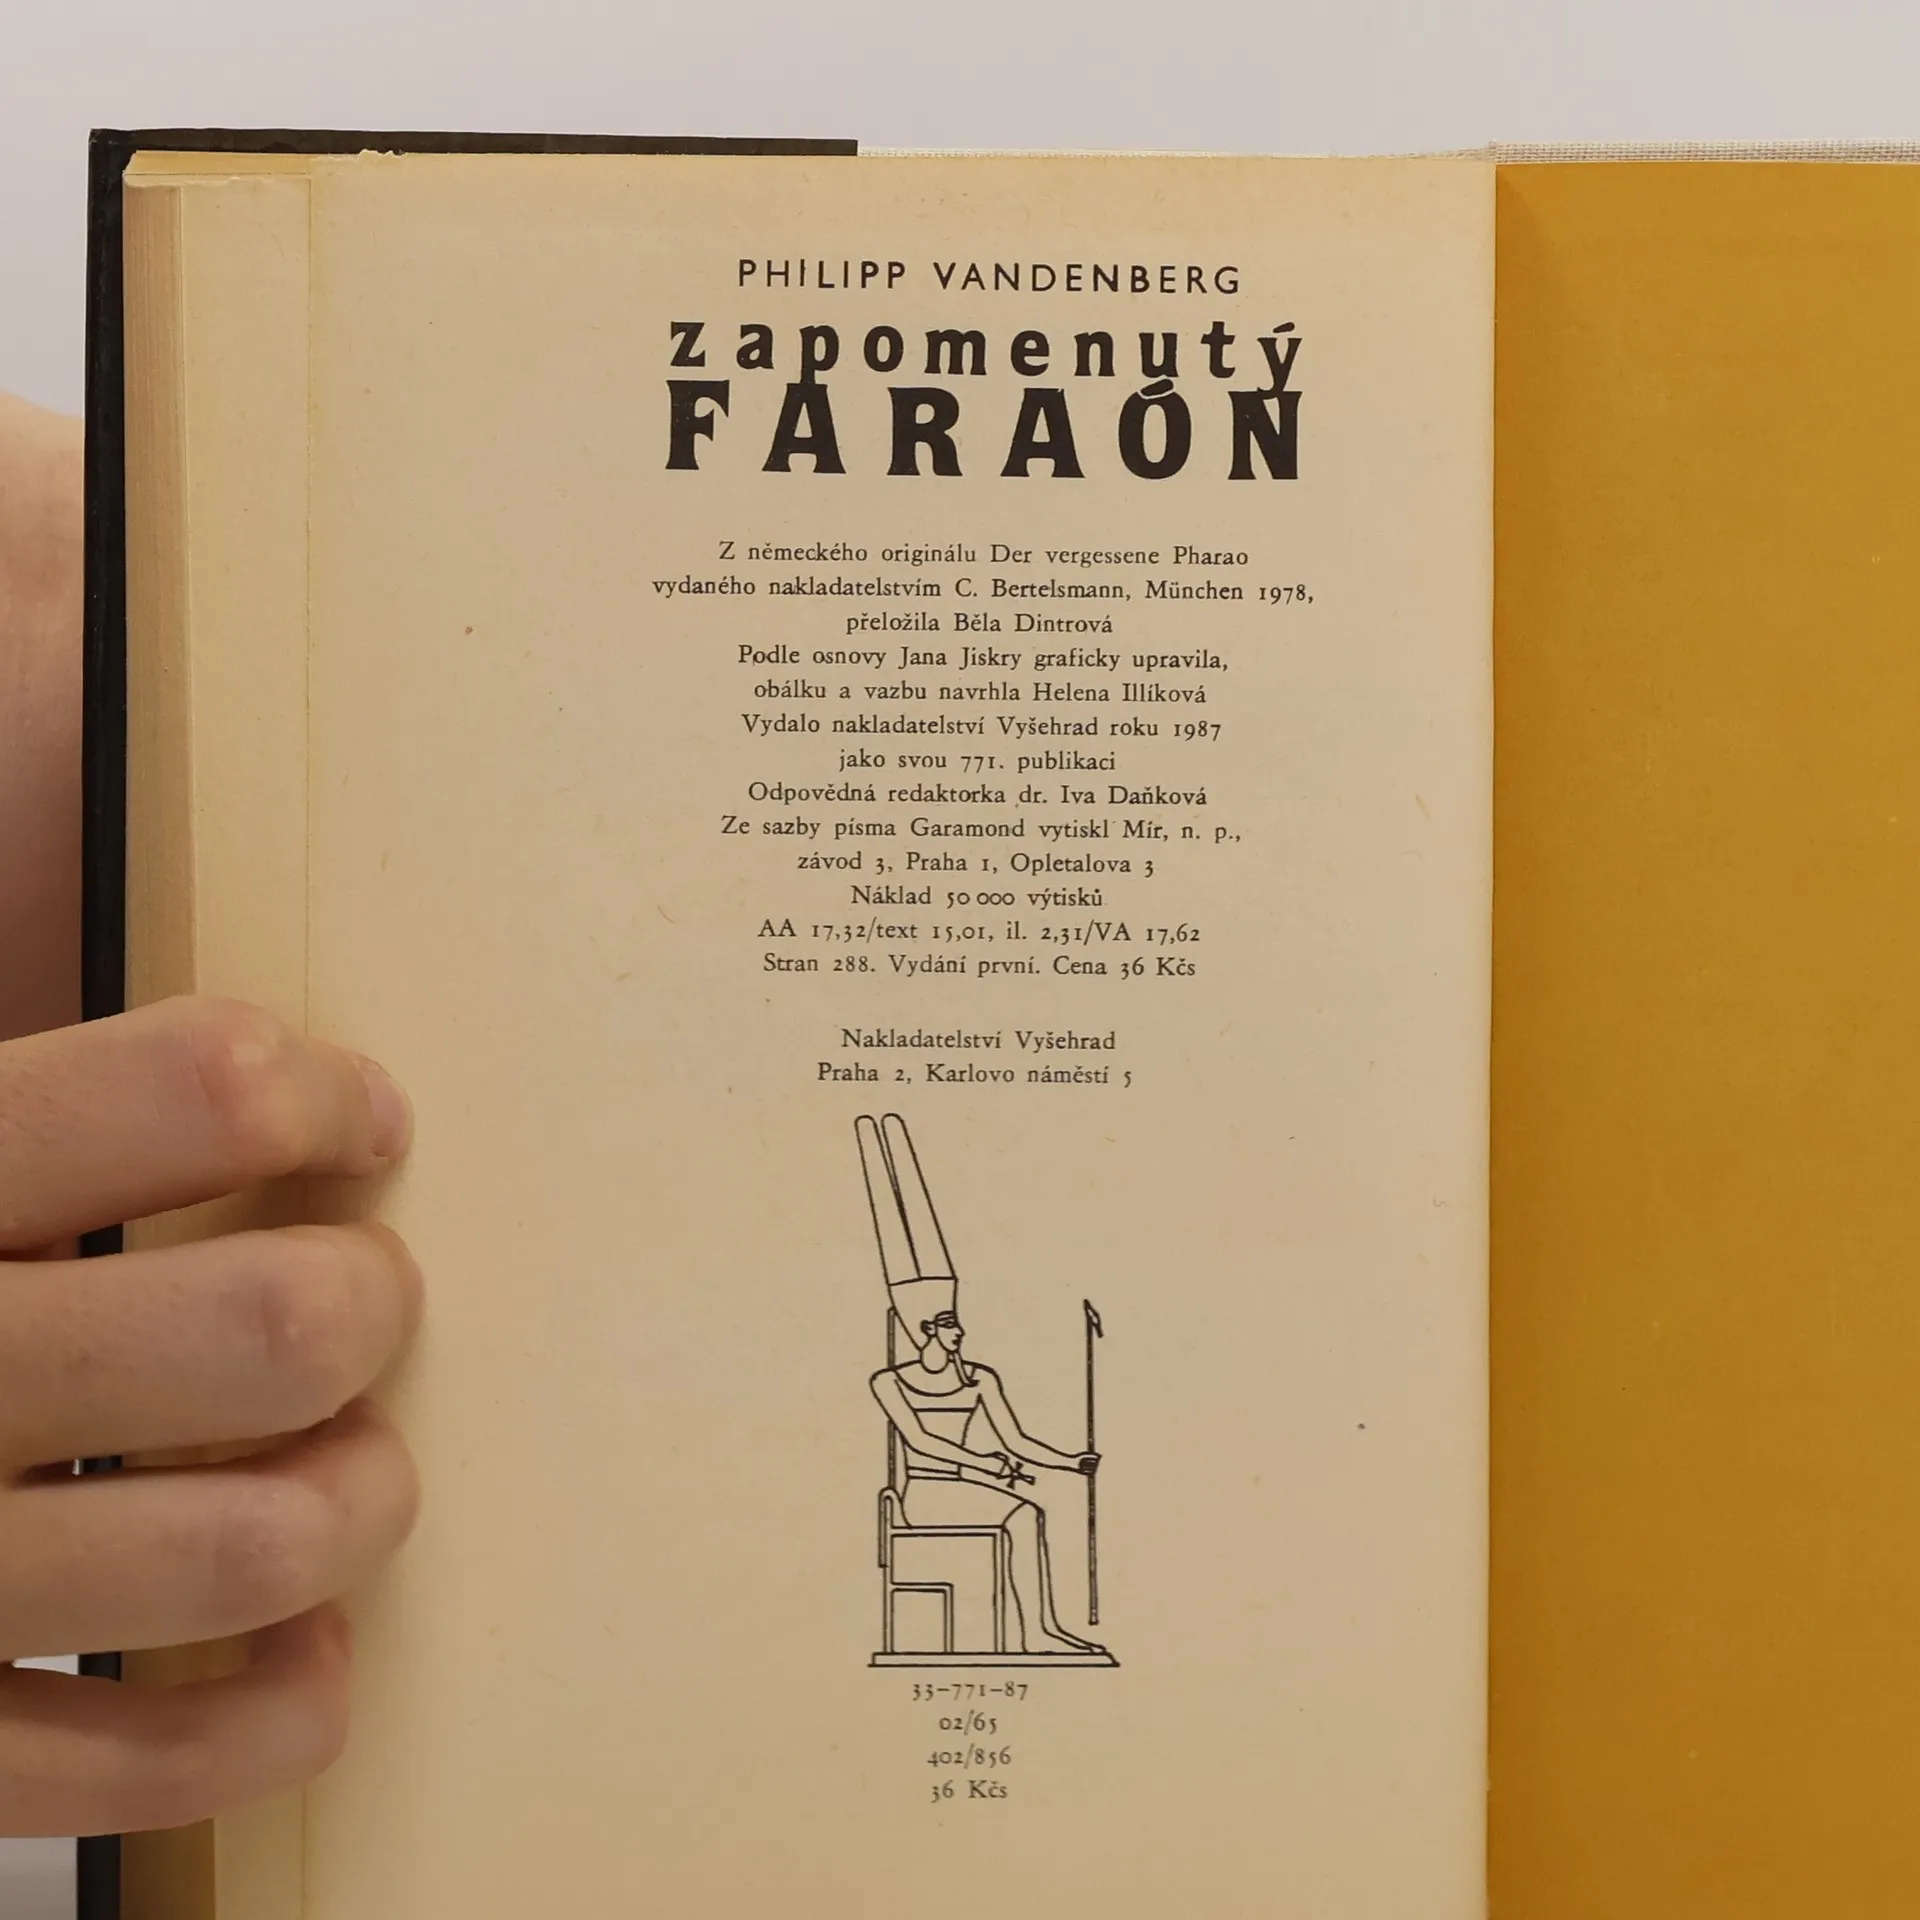 PHILIPP VANDENBERG
zapomenutý
FARAÓN
Z německého originálu Der vergessene Pharao
vydaného nakladatelstvím C. Bertelsmann, München 1978,
přeložila Běla Dintrová
Podle osnovy Jana Jiskry graficky upravila,
obálku a vazbu navrhla Helena Illíková
Vydalo nakladatelství Vyšehrad roku 1987
jako svou 771. publikaci
Odpovědná redaktorka dr. Iva Daňková
Ze sazby písma Garamond vytiskl Mír, n. p.,
závod 3, Praha 1, Opletalova 3
Náklad 50 000 výtisků
AA 17,32/text 15,01, il. 2,31/VA 17,62
Stran 288. Vydání první. Cena 36 Kčs
Nakladatelství Vyšehrad
Praha 2, Karlovo náměstí 5
33–771–87
02/65
402/856
36 Kčs